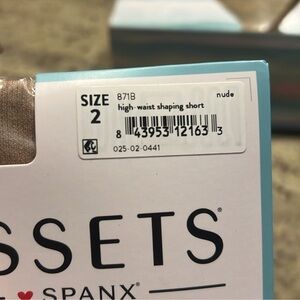 SIZE 2
871B nude
high-waist shaping short
8 43953 12163 3
025-02-0441
SSETS®
♥ SPANX®